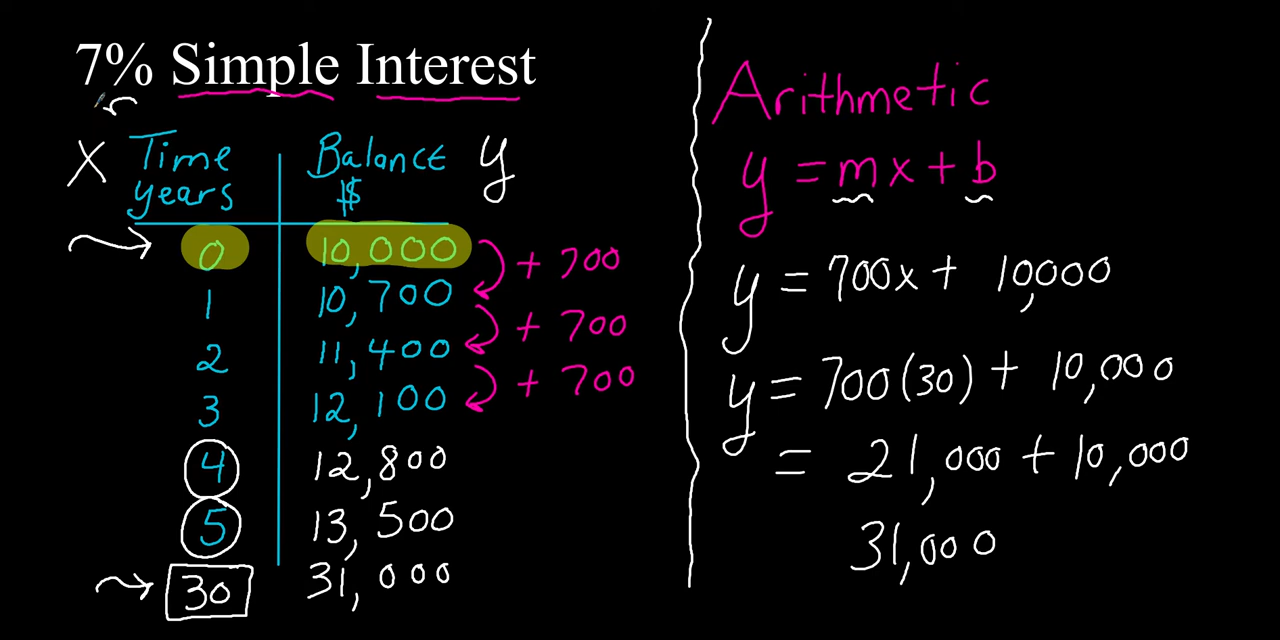 7% Simple Interest
X Time years Balance $ y
0 10,000 + 700
1 10,700
2 11,400 + 700
3 12,100 + 700
4 12,800
5 13,500
30 31,000
Arithmetic
y = mx + b
y = 700x + 10,000
y = 700(30) + 10,000
= 21,000 + 10,000
31,000